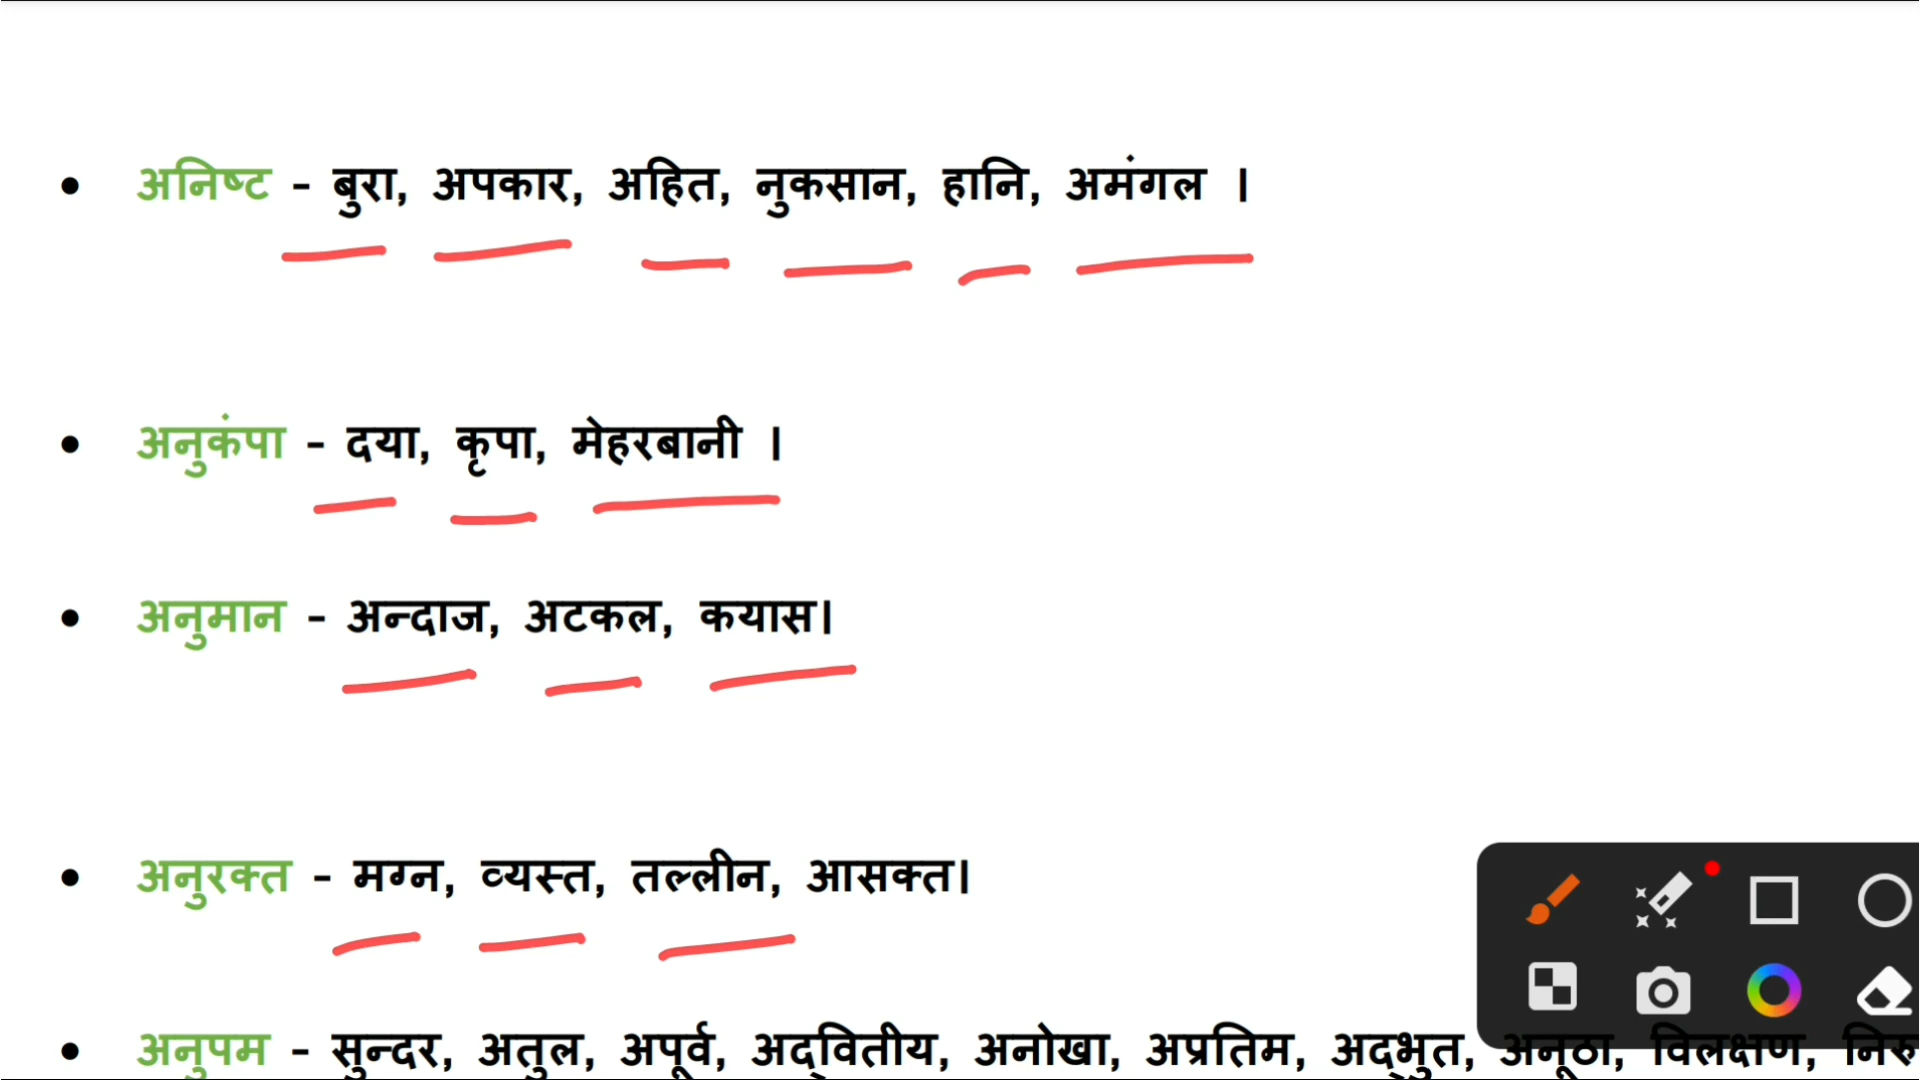 • अनिष्ट - बुरा, अपकार, अहित, नुकसान, हानि, अमंगल ।
• अनुकंपा - दया, कृपा, मेहरबानी ।
• अनुमान - अन्दाज, अटकल, कयास।
• अनुरक्त - मग्न, व्यस्त, तल्लीन, आसक्त।
• अनुपम - सुन्दर, अतुल, अपूर्व, अद्वितीय, अनोखा, अप्रतिम, अद्भुत, अनूठा, विलक्षण,